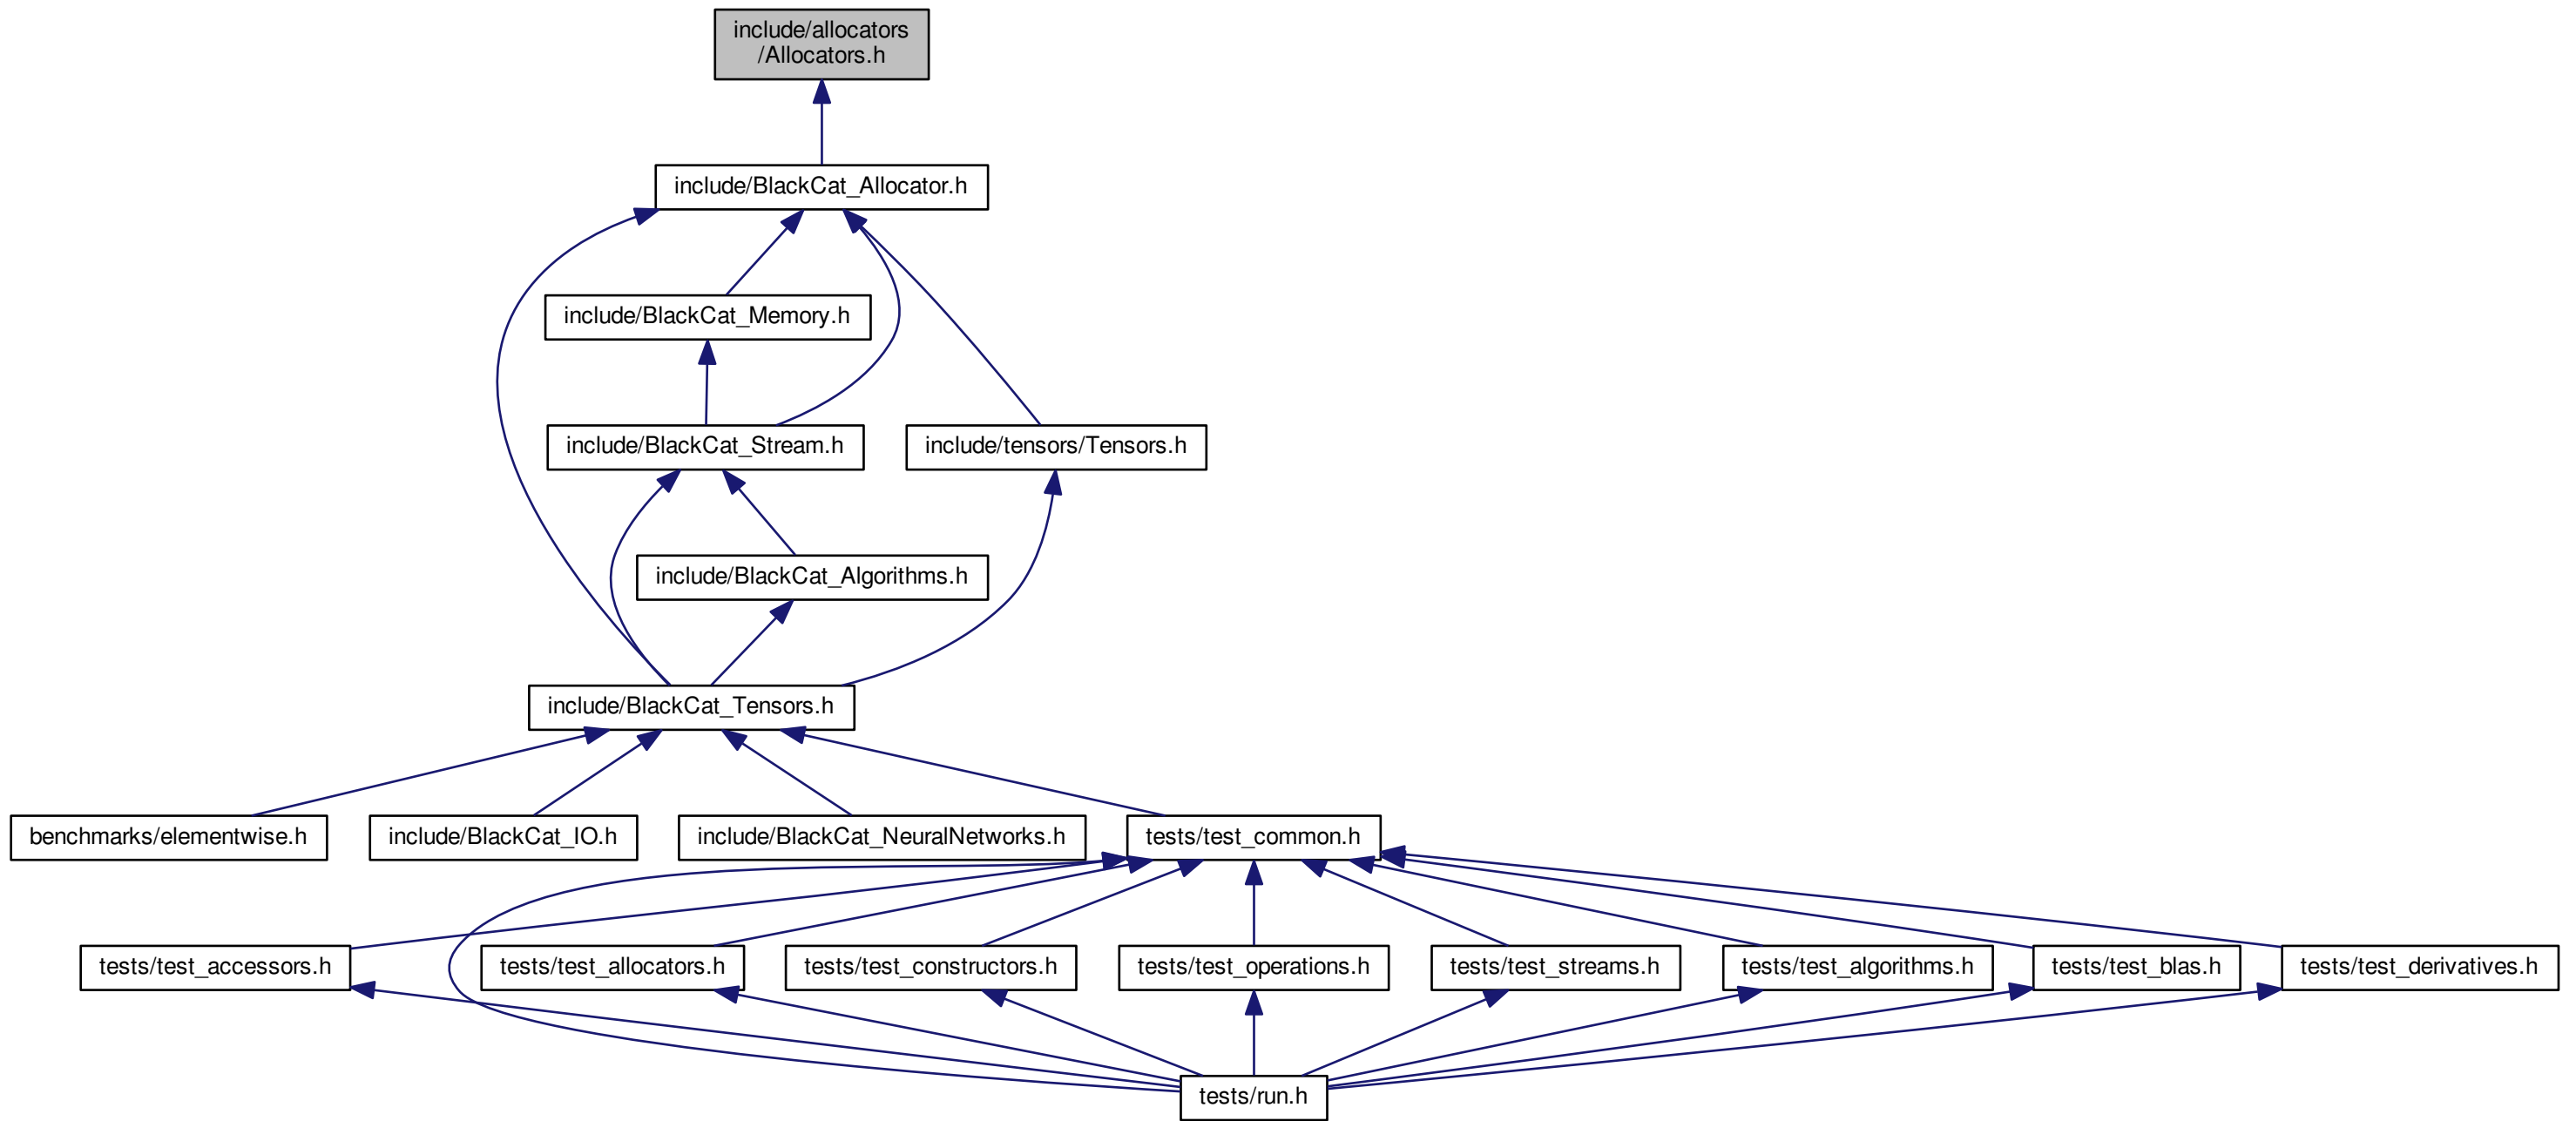 include/allocators
/Allocators.h
include/BlackCat_Allocator.h
include/BlackCat_Memory.h
include/BlackCat_Stream.h
include/tensors/Tensors.h
include/BlackCat_Algorithms.h
include/BlackCat_Tensors.h
benchmarks/elementwise.h
include/BlackCat_IO.h
include/BlackCat_NeuralNetworks.h
tests/test_common.h
tests/test_accessors.h
tests/test_allocators.h
tests/test_constructors.h
tests/test_operations.h
tests/test_streams.h
tests/test_algorithms.h
tests/test_blas.h
tests/test_derivatives.h
tests/run.h